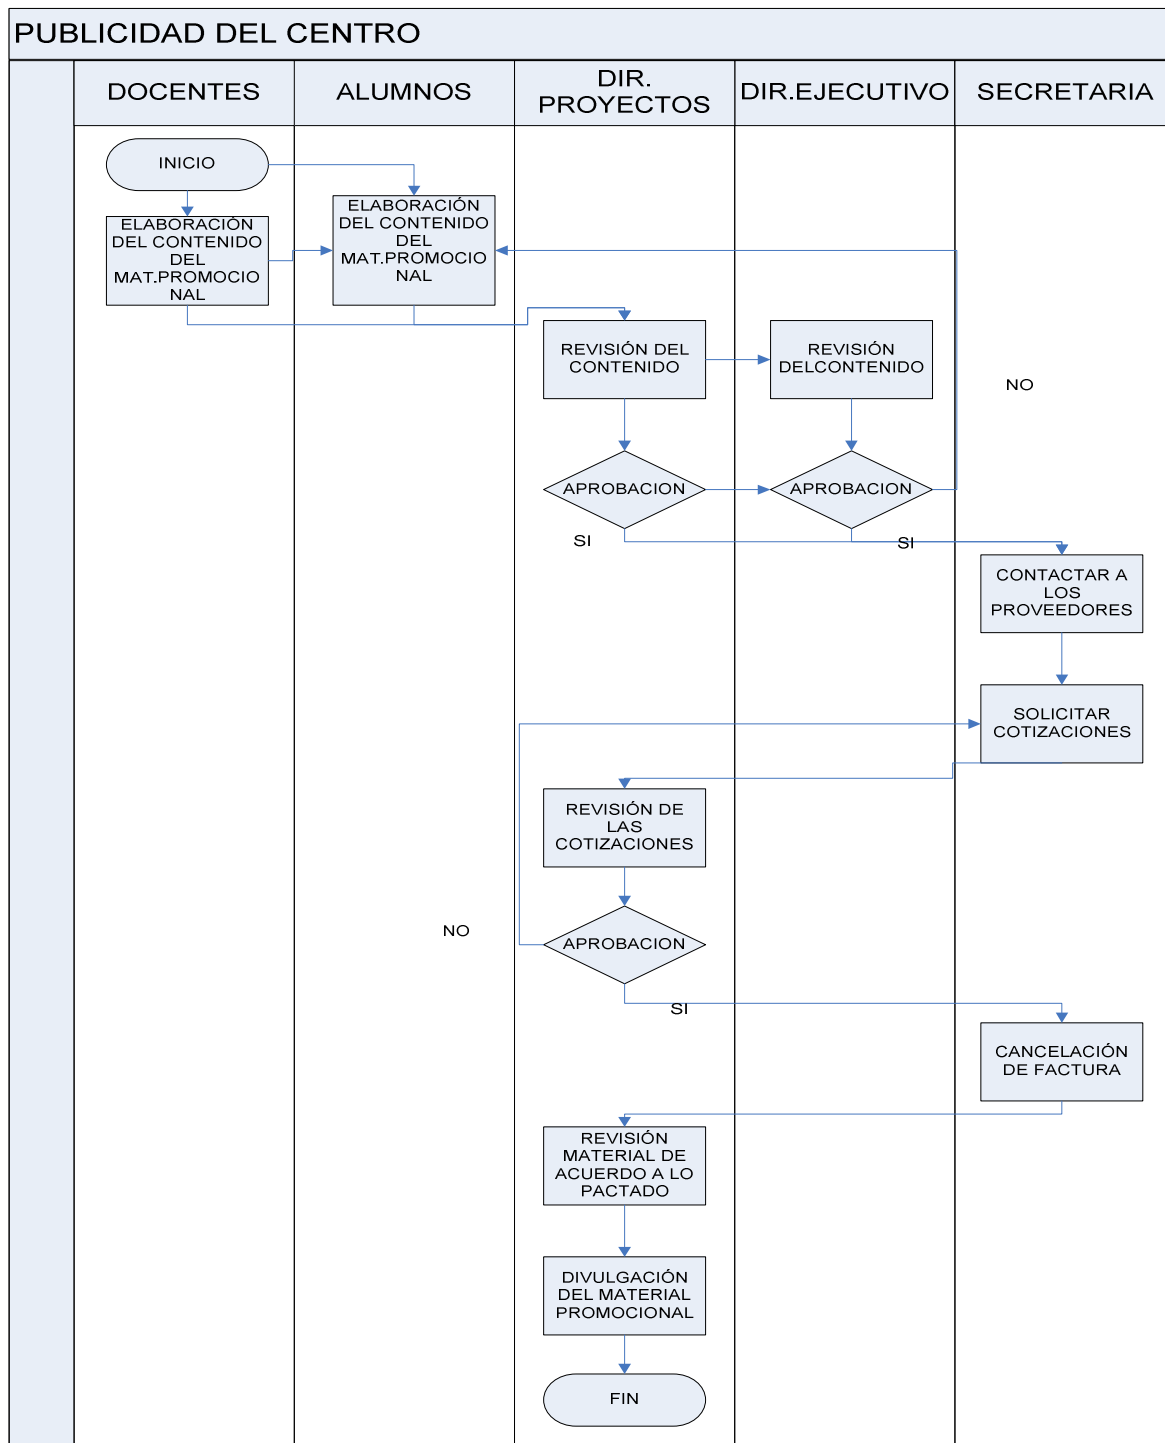 PUBLICIDAD DEL CENTRO
DOCENTES
ALUMNOS
DIR.
PROYECTOS
DIR.EJECUTIVO
SECRETARIA
INICIO
ELABORACIÓN
DEL CONTENIDO
DEL
MAT.PROMOCIO
NAL
ELABORACIÓN
DEL CONTENIDO
DEL
MAT.PROMOCIO
NAL
REVISIÓN DEL
CONTENIDO
REVISIÓN
DELCONTENIDO
NO
APROBACION
APROBACION
SI
SI
CONTACTAR A
LOS
PROVEEDORES
SOLICITAR
COTIZACIONES
REVISIÓN DE
LAS
COTIZACIONES
NO
APROBACION
SI
CANCELACIÓN
DE FACTURA
REVISIÓN
MATERIAL DE
ACUERDO A LO
PACTADO
DIVULGACIÓN
DEL MATERIAL
PROMOCIONAL
FIN